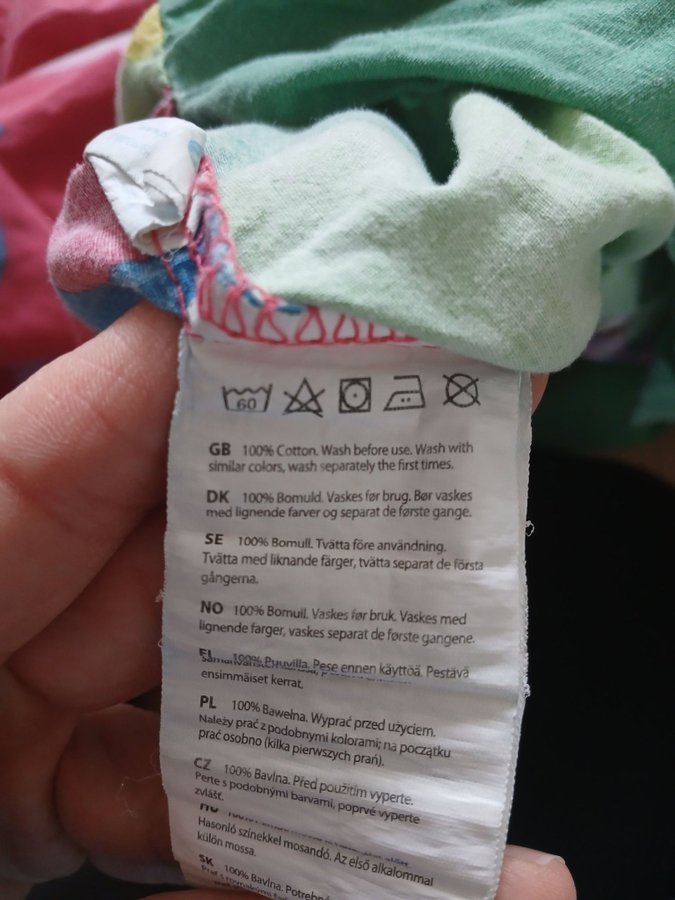 60
GB 100% Cotton. Wash before use. Wash with
similar colors, wash separately the first times.
DK 100% Bomuld. Vaskes før brug. Bør vaskes
med lignende farver og separat de første gange.
SE 100% Bomull. Tvätta före användning.
Tvätta med liknande färger, tvätta separat de första
gångerna.
NO 100% Bomull. Vaskes før bruk. Vaskes med
lignende farger, vaskes separat de første gangene.
FI 100% Puuvilla. Pese ennen käyttöä. Pestävä
ensimmäiset kerrat.
PL 100% Bawełna. Wyprać przed użyciem.
Należy prać z podobnymi kolorami; na początku
prać osobno (kilka pierwszych prań).
CZ 100% Bavlna. Před použitím vyperte.
Perte s podobnými barvami, poprvé vyperte
zvlášť.
HU
Hasonló színekkel mosandó. Az első alkalommal
külön mossa.
SK 100% Bavlna.